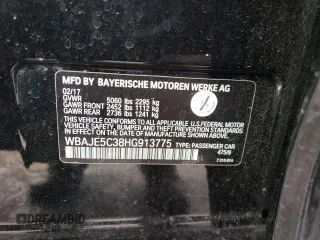 MFD BY BAYERISCHE MOTOREN WERKE AG
02/17
GVWR 5060 lbs 2295 kg
GAWR FRONT 2452 lbs 1112 kg
GAWR REAR 2736 lbs 1241 kg
THIS VEHICLE CONFORMS TO ALL APPLICABLE U.S. FEDERAL MOTOR
VEHICLE SAFETY, BUMPER, AND THEFT PREVENTION STANDARDS IN
EFFECT ON THE DATE OF MANUFACTURE SHOWN ABOVE.
WBAJE5C38HG913775 TYPE: PASSENGER CAR
475/9